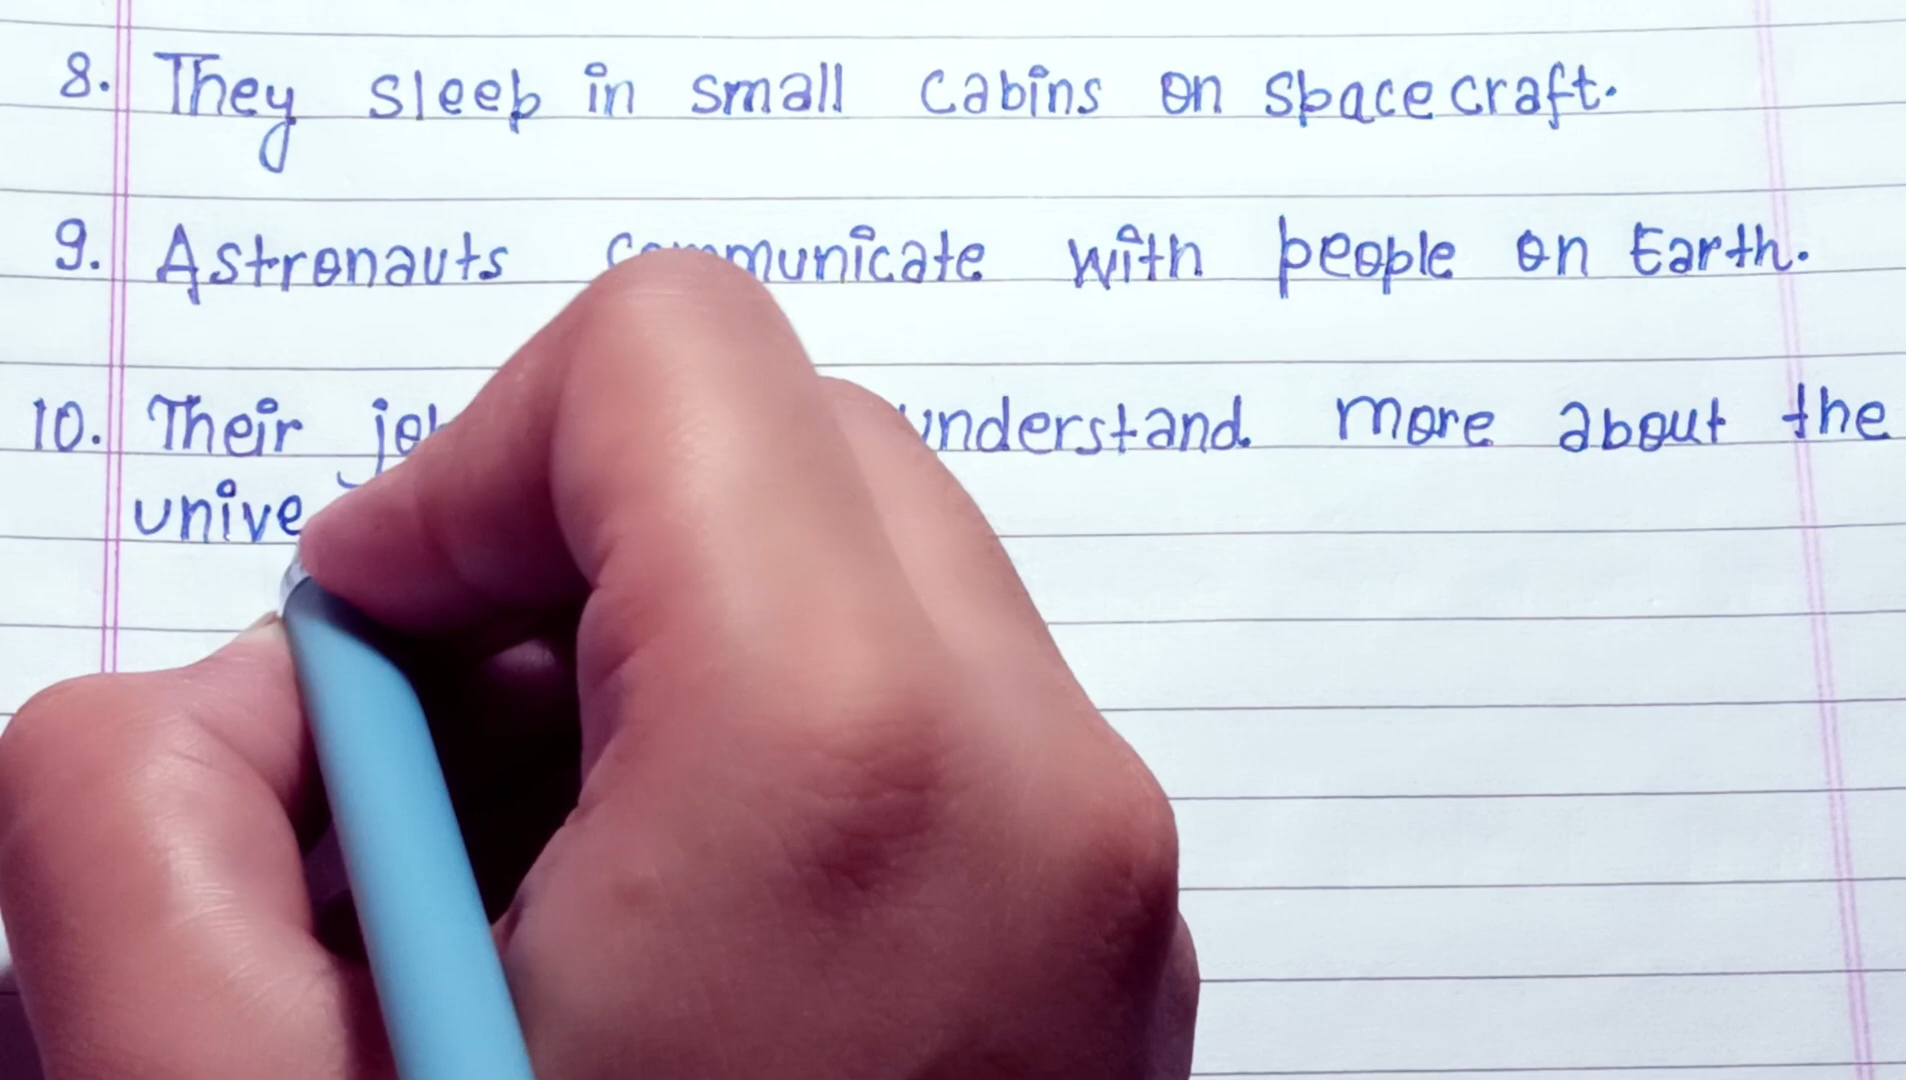 8. They sleep in small cabins on spacecraft.
9. Astronauts communicate with people on Earth.
10. Their understand more about the
unive